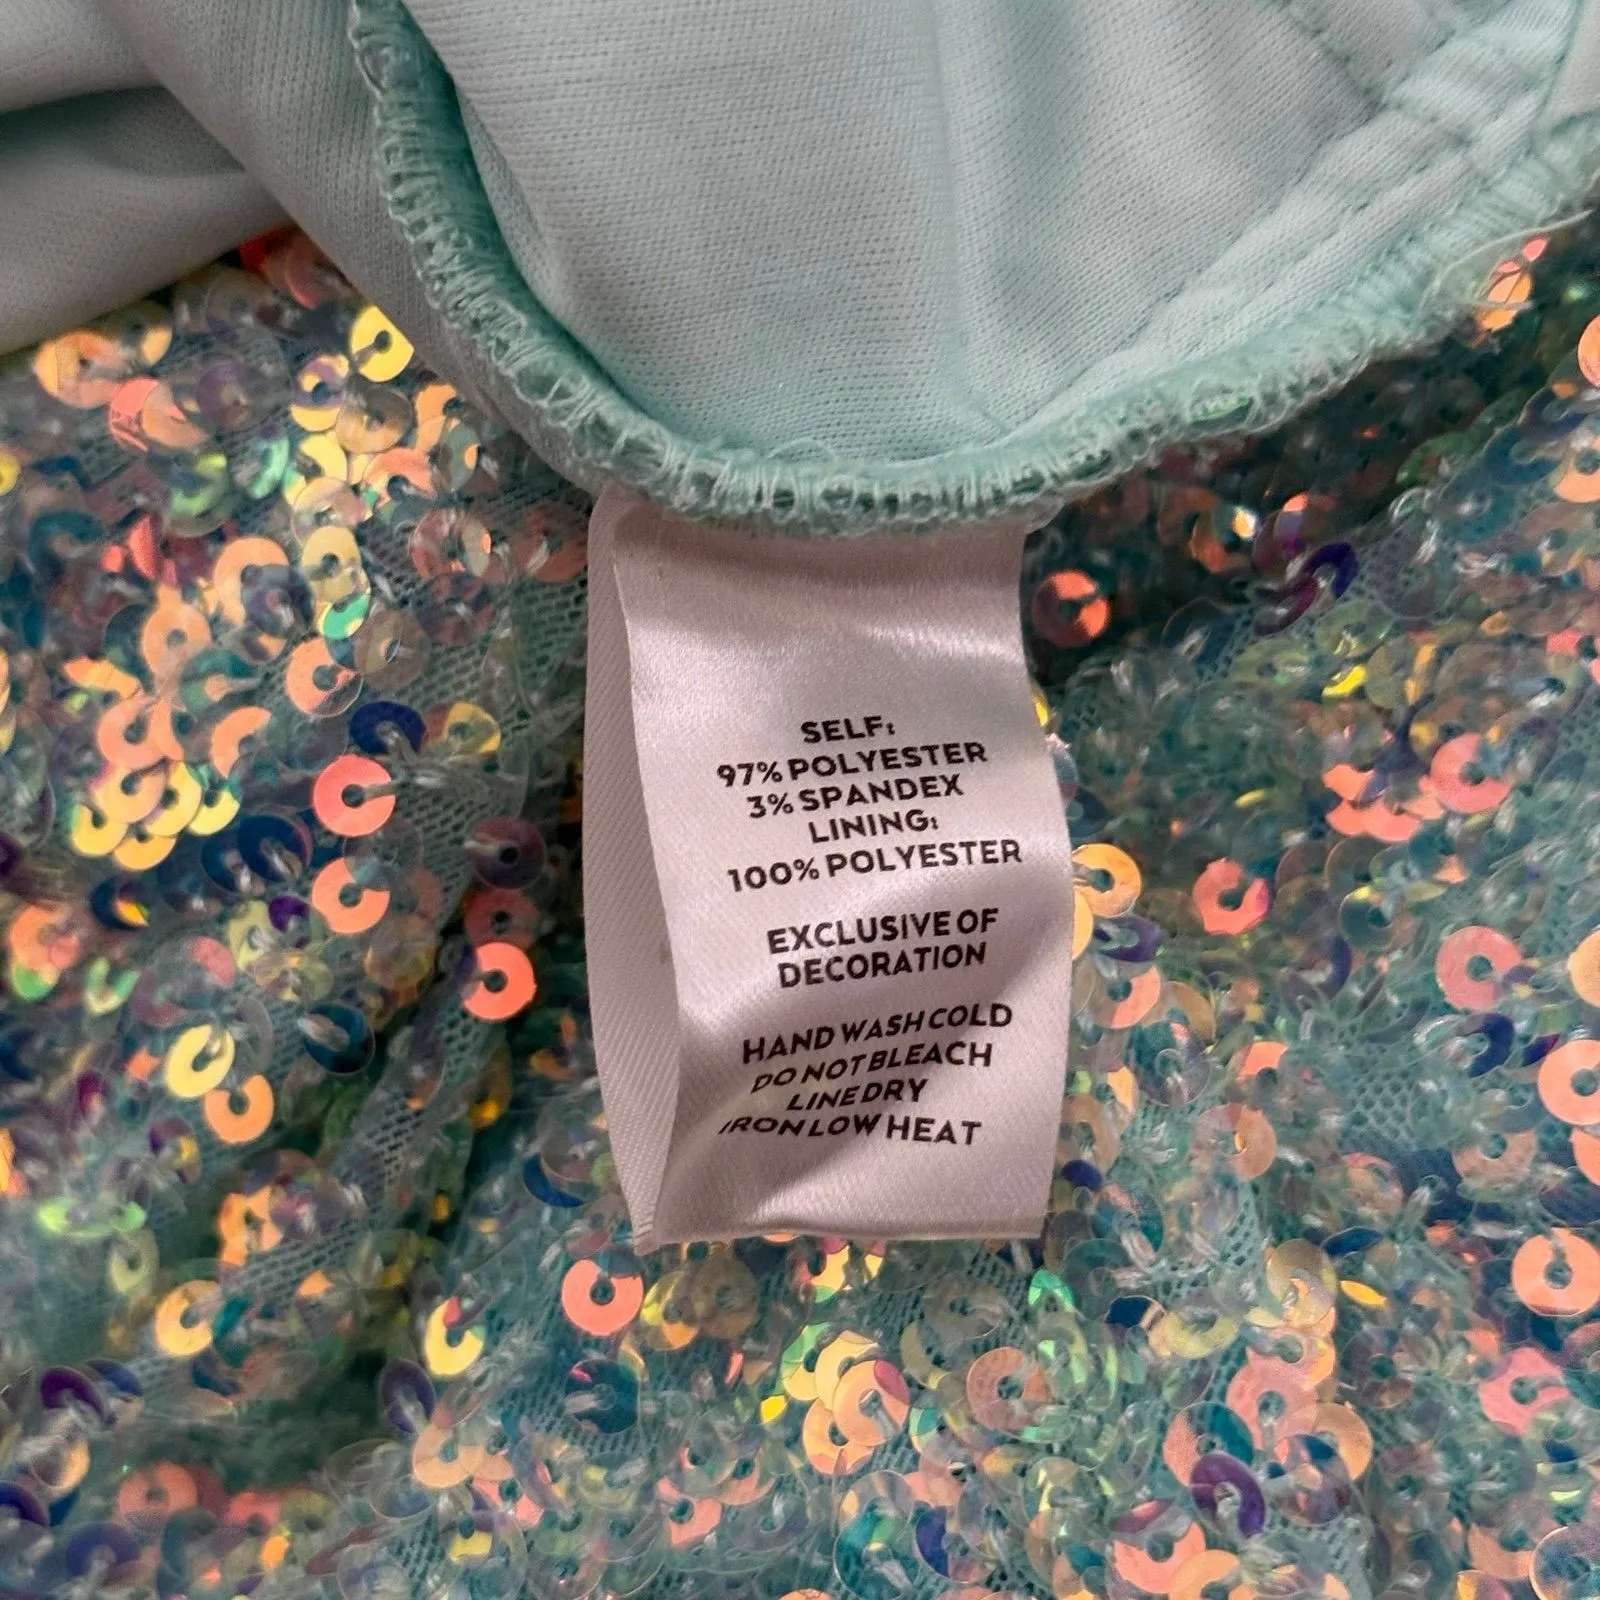 SELF:
97% POLYESTER
3% SPANDEX
LINING:
100% POLYESTER
EXCLUSIVE OF
DECORATION
HAND WASH COLD
DO NOT BLEACH
LINE DRY
IRON LOW HEAT